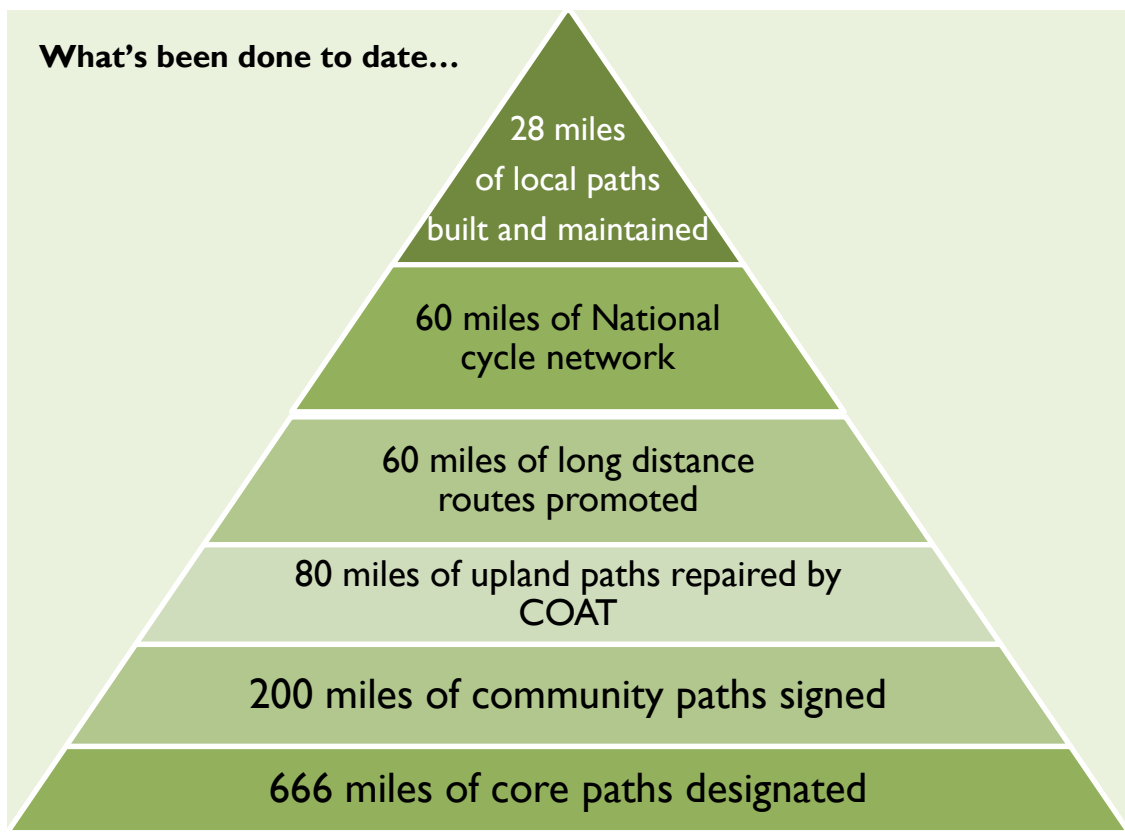 What's been done to date…
28 miles
of local paths
built and maintained
60 miles of National
cycle network
60 miles of long distance
routes promoted
80 miles of upland paths repaired by
COAT
200 miles of community paths signed
666 miles of core paths designated